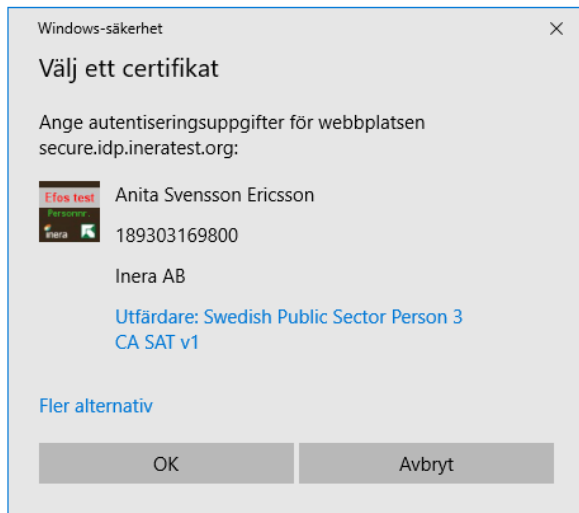 Windows-säkerhet
Välj ett certifikat
Ange autentiseringsuppgifter för webbplatsen
secure.idp.ineratest.org:
Efos test
Personnr.
inera
Anita Svensson Ericsson
189303169800
Inera AB
Utfärdare: Swedish Public Sector Person 3
CA SAT v1
Fler alternativ
OK
Avbryt